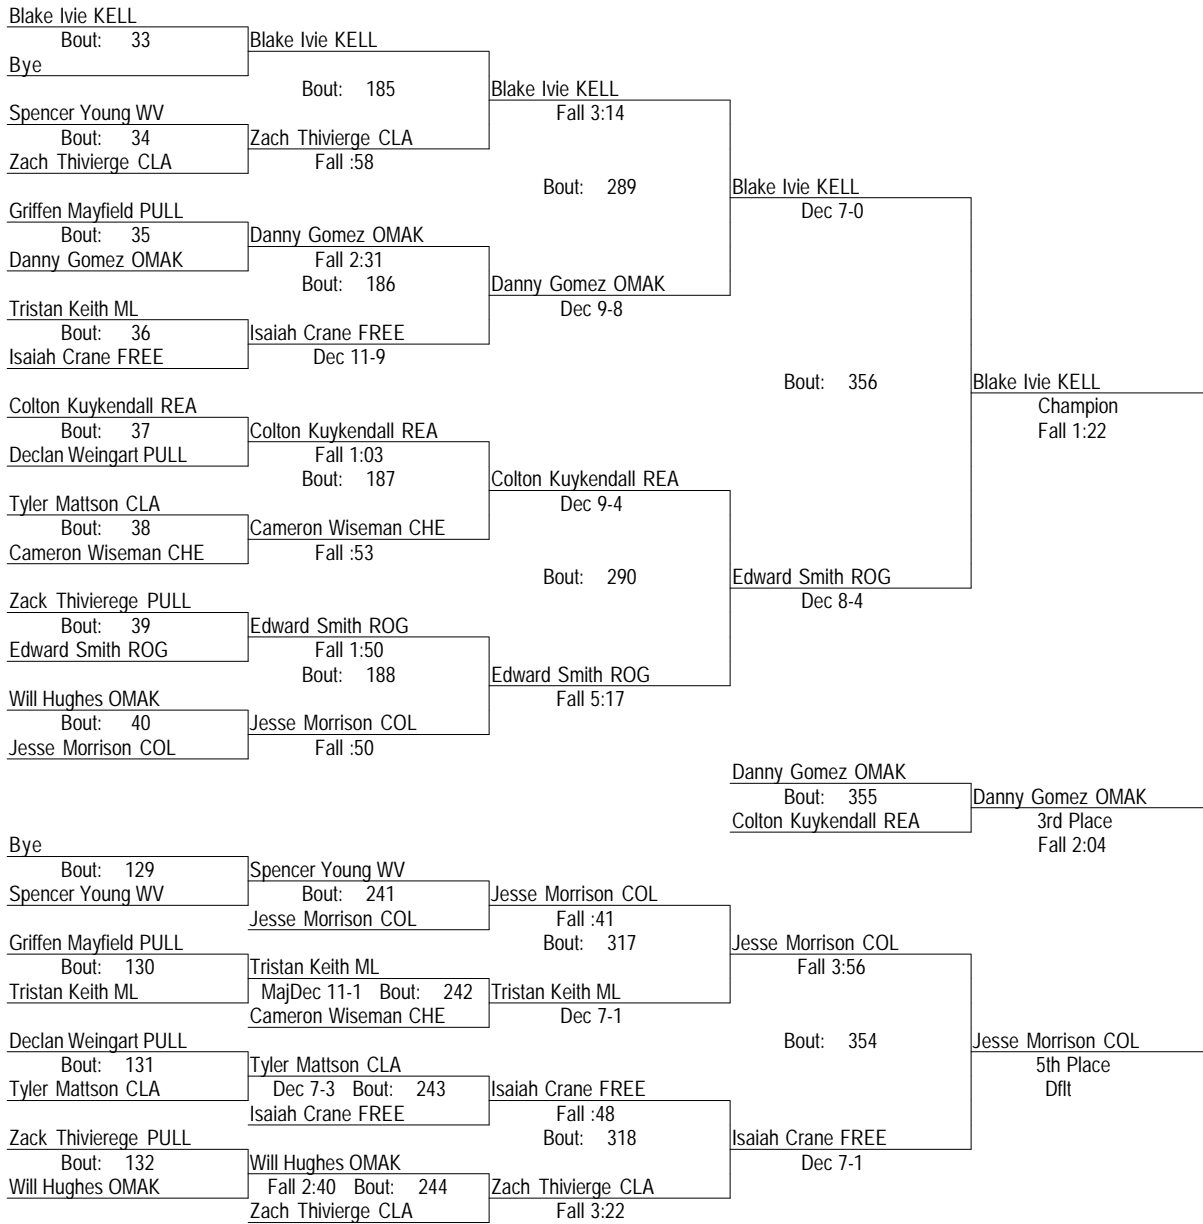 Blake Ivie KELL
Bout: 33
Blake Ivie KELL
Bye
Bout: 185
Blake Ivie KELL
Spencer Young WV
Fall 3:14
Bout: 34
Zach Thivierge CLA
Zach Thivierge CLA
Fall :58
Bout: 289
Blake Ivie KELL
Griffen Mayfield PULL
Dec 7-0
Bout: 35
Danny Gomez OMAK
Danny Gomez OMAK
Fall 2:31
Bout: 186
Danny Gomez OMAK
Tristan Keith ML
Dec 9-8
Bout: 36
Isaiah Crane FREE
Isaiah Crane FREE
Dec 11-9
Bout: 356
Blake Ivie KELL
Colton Kuykendall REA
Champion
Bout: 37
Colton Kuykendall REA
Fall 1:22
Declan Weingart PULL
Fall 1:03
Bout: 187
Colton Kuykendall REA
Tyler Mattson CLA
Dec 9-4
Bout: 38
Cameron Wiseman CHE
Cameron Wiseman CHE
Fall :53
Bout: 290
Edward Smith ROG
Zack Thivierege PULL
Dec 8-4
Bout: 39
Edward Smith ROG
Edward Smith ROG
Fall 1:50
Bout: 188
Edward Smith ROG
Will Hughes OMAK
Fall 5:17
Bout: 40
Jesse Morrison COL
Jesse Morrison COL
Fall :50
Danny Gomez OMAK
Bout: 355
Danny Gomez OMAK
Colton Kuykendall REA
3rd Place
Fall 2:04
Bye
Bout: 129
Spencer Young WV
Spencer Young WV
Bout: 241
Jesse Morrison COL
Jesse Morrison COL
Fall :41
Griffen Mayfield PULL
Bout: 317
Jesse Morrison COL
Bout: 130
Tristan Keith ML
Fall 3:56
Tristan Keith ML
MajDec 11-1 Bout: 242
Tristan Keith ML
Cameron Wiseman CHE
Dec 7-1
Declan Weingart PULL
Bout: 354
Jesse Morrison COL
Bout: 131
Tyler Mattson CLA
5th Place
Tyler Mattson CLA
Dec 7-3 Bout: 243
Isaiah Crane FREE
Dflt
Isaiah Crane FREE
Fall :48
Zack Thivierege PULL
Bout: 318
Isaiah Crane FREE
Bout: 132
Will Hughes OMAK
Dec 7-1
Will Hughes OMAK
Fall 2:40 Bout: 244
Zach Thivierge CLA
Zach Thivierge CLA
Fall 3:22